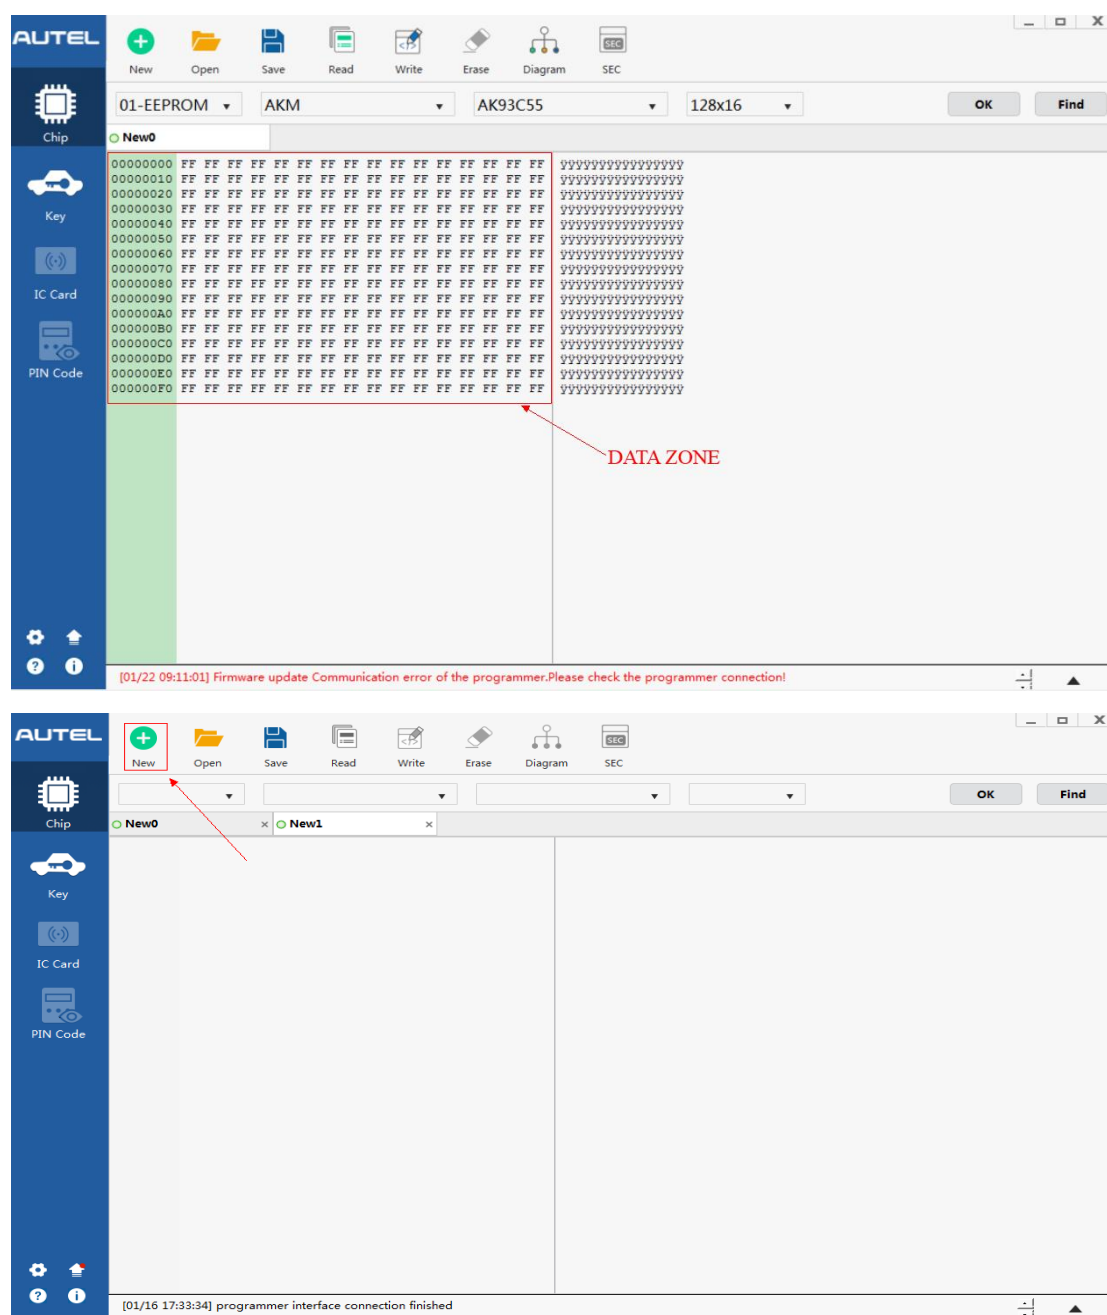 AUTEL
New Open Save Read Write Erase Diagram SEC
01-EEPROM AKM AK93C55 128x16 OK Find
Chip
New0
00000000 FF FF FF FF FF FF FF FF FF FF FF FF FF FF FF FF ÿÿÿÿÿÿÿÿÿÿÿÿÿÿÿÿ
00000010 FF FF FF FF FF FF FF FF FF FF FF FF FF FF FF FF ÿÿÿÿÿÿÿÿÿÿÿÿÿÿÿÿ
00000020 FF FF FF FF FF FF FF FF FF FF FF FF FF FF FF FF ÿÿÿÿÿÿÿÿÿÿÿÿÿÿÿÿ
00000030 FF FF FF FF FF FF FF FF FF FF FF FF FF FF FF FF ÿÿÿÿÿÿÿÿÿÿÿÿÿÿÿÿ
00000040 FF FF FF FF FF FF FF FF FF FF FF FF FF FF FF FF ÿÿÿÿÿÿÿÿÿÿÿÿÿÿÿÿ
00000050 FF FF FF FF FF FF FF FF FF FF FF FF FF FF FF FF ÿÿÿÿÿÿÿÿÿÿÿÿÿÿÿÿ
00000060 FF FF FF FF FF FF FF FF FF FF FF FF FF FF FF FF ÿÿÿÿÿÿÿÿÿÿÿÿÿÿÿÿ
00000070 FF FF FF FF FF FF FF FF FF FF FF FF FF FF FF FF ÿÿÿÿÿÿÿÿÿÿÿÿÿÿÿÿ
00000080 FF FF FF FF FF FF FF FF FF FF FF FF FF FF FF FF ÿÿÿÿÿÿÿÿÿÿÿÿÿÿÿÿ
00000090 FF FF FF FF FF FF FF FF FF FF FF FF FF FF FF FF ÿÿÿÿÿÿÿÿÿÿÿÿÿÿÿÿ
000000A0 FF FF FF FF FF FF FF FF FF FF FF FF FF FF FF FF ÿÿÿÿÿÿÿÿÿÿÿÿÿÿÿÿ
000000B0 FF FF FF FF FF FF FF FF FF FF FF FF FF FF FF FF ÿÿÿÿÿÿÿÿÿÿÿÿÿÿÿÿ
000000C0 FF FF FF FF FF FF FF FF FF FF FF FF FF FF FF FF ÿÿÿÿÿÿÿÿÿÿÿÿÿÿÿÿ
000000D0 FF FF FF FF FF FF FF FF FF FF FF FF FF FF FF FF ÿÿÿÿÿÿÿÿÿÿÿÿÿÿÿÿ
000000E0 FF FF FF FF FF FF FF FF FF FF FF FF FF FF FF FF ÿÿÿÿÿÿÿÿÿÿÿÿÿÿÿÿ
000000F0 FF FF FF FF FF FF FF FF FF FF FF FF FF FF FF FF ÿÿÿÿÿÿÿÿÿÿÿÿÿÿÿÿ
Key
IC Card
PIN Code
DATA ZONE
[01/22 09:11:01] Firmware update Communication error of the programmer.Please check the programmer connection!
AUTEL
New Open Save Read Write Erase Diagram SEC
OK Find
Chip
New0 × New1 ×
Key
IC Card
PIN Code
[01/16 17:33:34] programmer interface connection finished